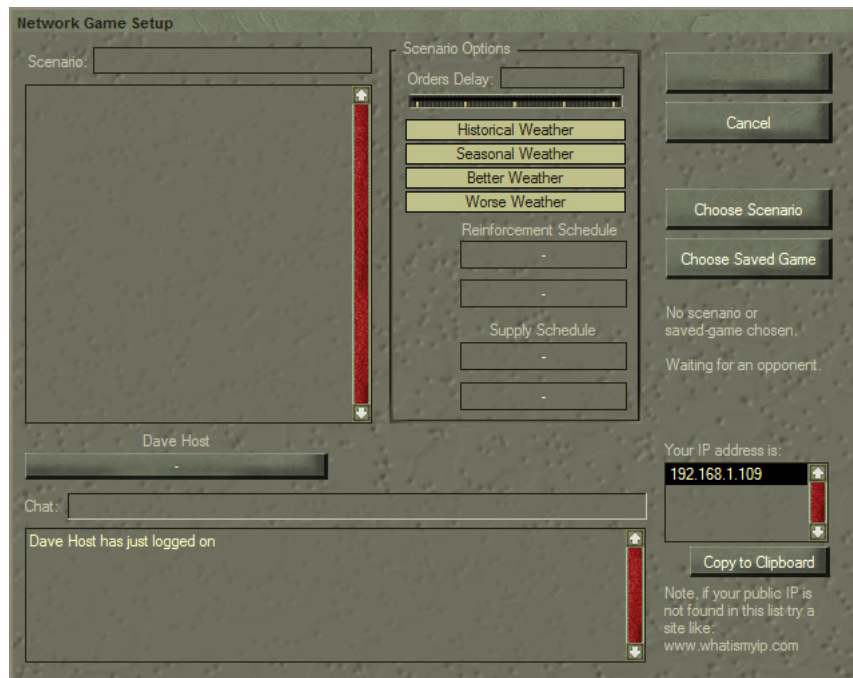 Network Game Setup
Scenario:
Scenario Options
Orders Delay:
Historical Weather
Seasonal Weather
Better Weather
Worse Weather
Reinforcement Schedule
-
-
Supply Schedule
-
-
Cancel
Choose Scenario
Choose Saved Game
No scenario or
saved-game chosen.
Waiting for an opponent.
Dave Host
-
Chat:
Dave Host has just logged on
Your IP address is:
192.168.1.109
Copy to Clipboard
Note, if your public IP is
not found in this list try a
site like:
www.whatismyip.com